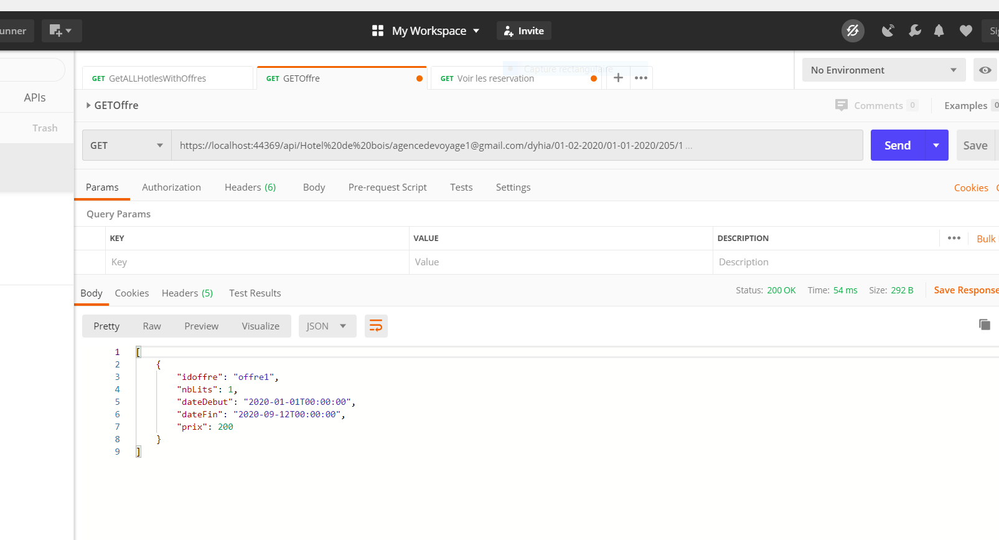 unner
My Workspace
Invite
Sig
GET GetALLHotlesWithOffres
GET GETOffre
GET Voir les reservation
Capture rectangulaire
No Environment
APIs
Trash
GETOffre
Comments 0
Examples 0
GET
https://localhost:44369/api/Hotel%20de%20bois/agencedevoyage1@gmail.com/dyhia/01-02-2020/01-01-2020/205/1 ...
Send
Save
Params
Authorization
Headers (6)
Body
Pre-request Script
Tests
Settings
Cookies
Query Params
KEY
VALUE
DESCRIPTION
Bulk
Key
Value
Description
Body
Cookies
Headers (5)
Test Results
Status: 200 OK
Time: 54 ms
Size: 292 B
Save Response
Pretty
Raw
Preview
Visualize
JSON
1 [
2 {
3 "idoffre": "offre1",
4 "nbLits": 1,
5 "dateDebut": "2020-01-01T00:00:00",
6 "dateFin": "2020-09-12T00:00:00",
7 "prix": 200
8 }
9 ]